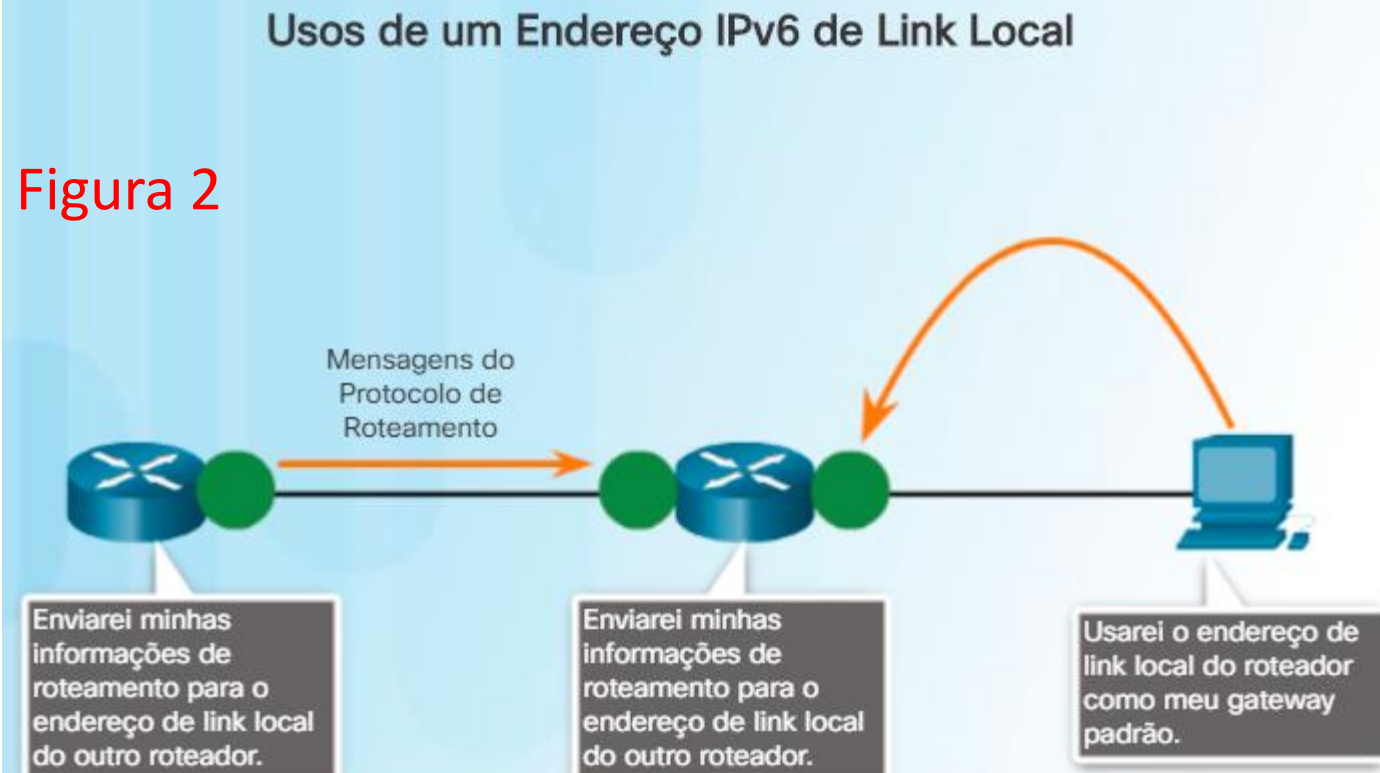 Usos de um Endereço IPv6 de Link Local
Figura 2
Mensagens do
Protocolo de
Roteamento
Enviarei minhas
informações de
roteamento para o
endereço de link local
do outro roteador.
Enviarei minhas
informações de
roteamento para o
endereço de link local
do outro roteador.
Usarei o endereço de
link local do roteador
como meu gateway
padrão.